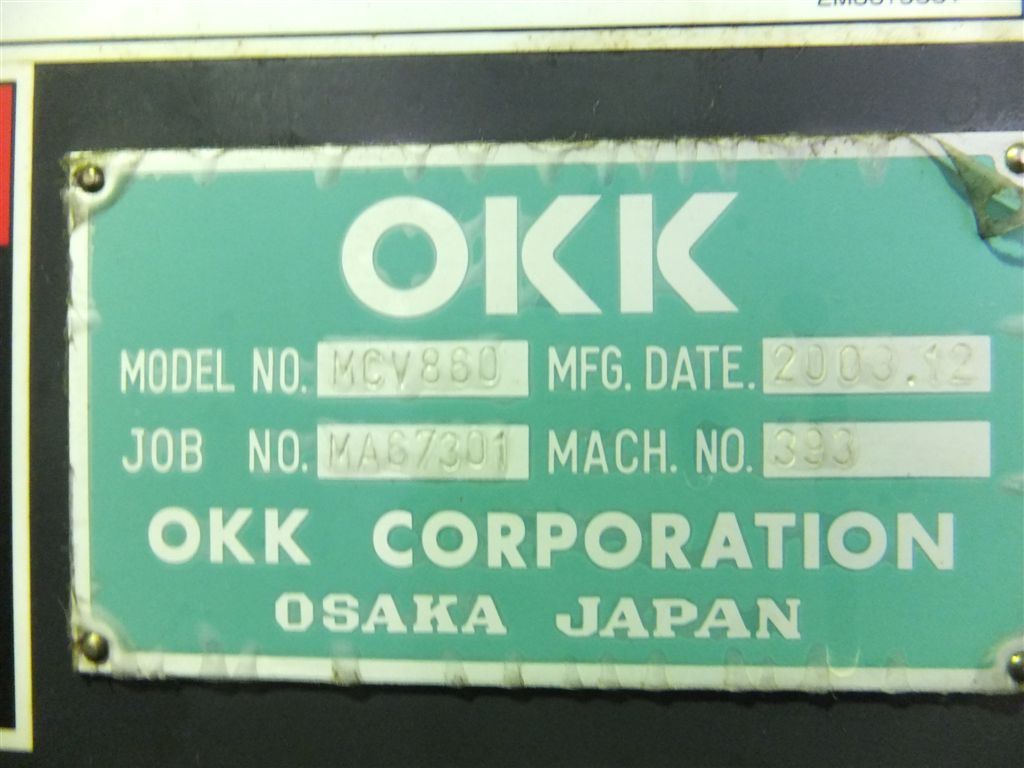 OKK
MODEL NO. MCV860 MFG. DATE. 2003.12
JOB NO. MA67301 MACH. NO. 393
OKK CORPORATION
OSAKA JAPAN